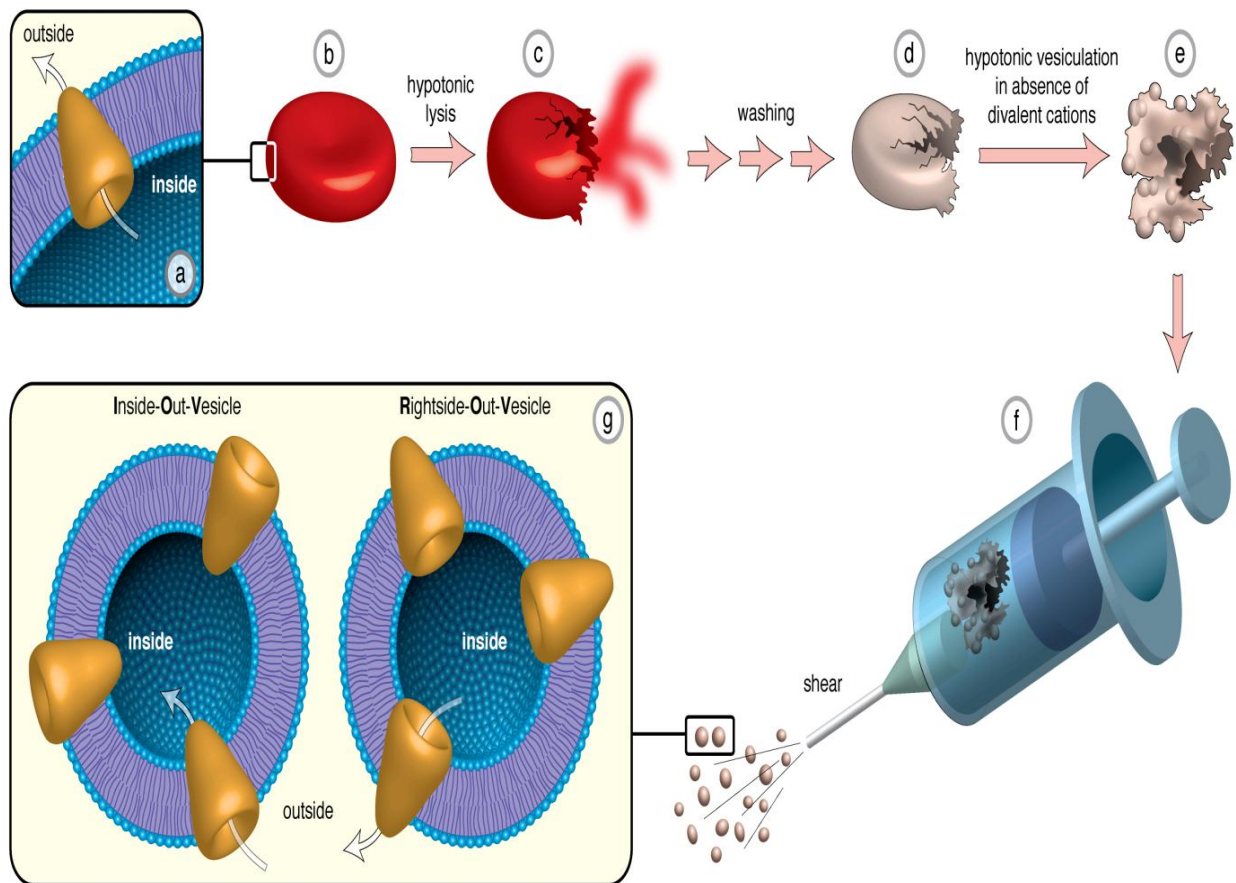 outside
inside
a
b
hypotonic
lysis
c
washing
d
hypotonic vesiculation
in absence of
divalent cations
e
f
shear
g
Inside-Out-Vesicle
Rightside-Out-Vesicle
inside
inside
outside